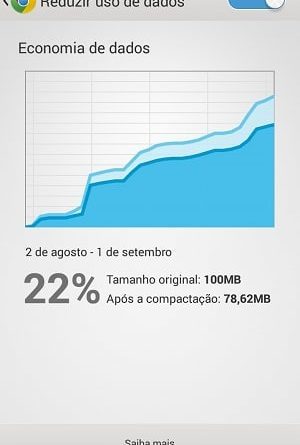 Reduzir uso de dados
Economia de dados
2 de agosto - 1 de setembro
22%
Tamanho original: 100MB
Após a compactação: 78,62MB
Saiba mais